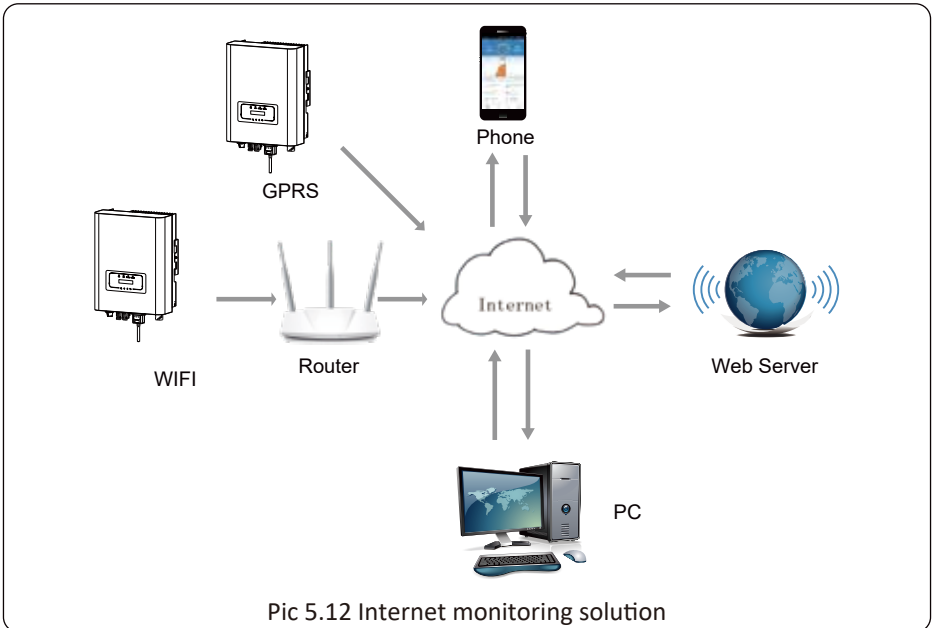 Phone
GPRS
Internet
WIFI
Router
Web Server
PC
Pic 5.12 Internet monitoring solution